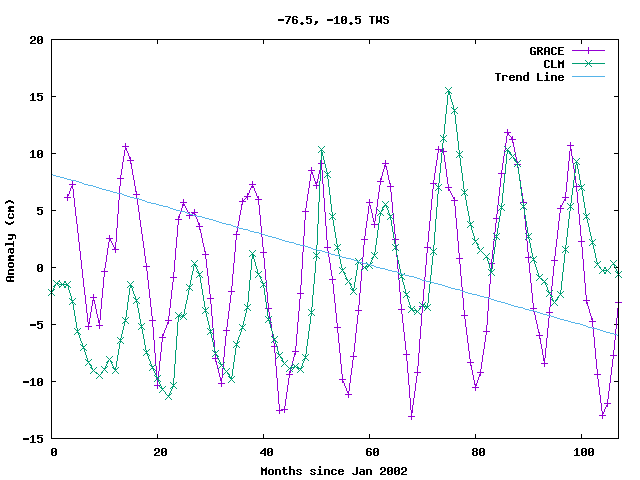 -76.5, -10.5 TWS
GRACE
CLM
Trend Line
20
15
10
5
0
-5
-10
-15
Anomaly (cm)
0 20 40 60 80 100
Months since Jan 2002